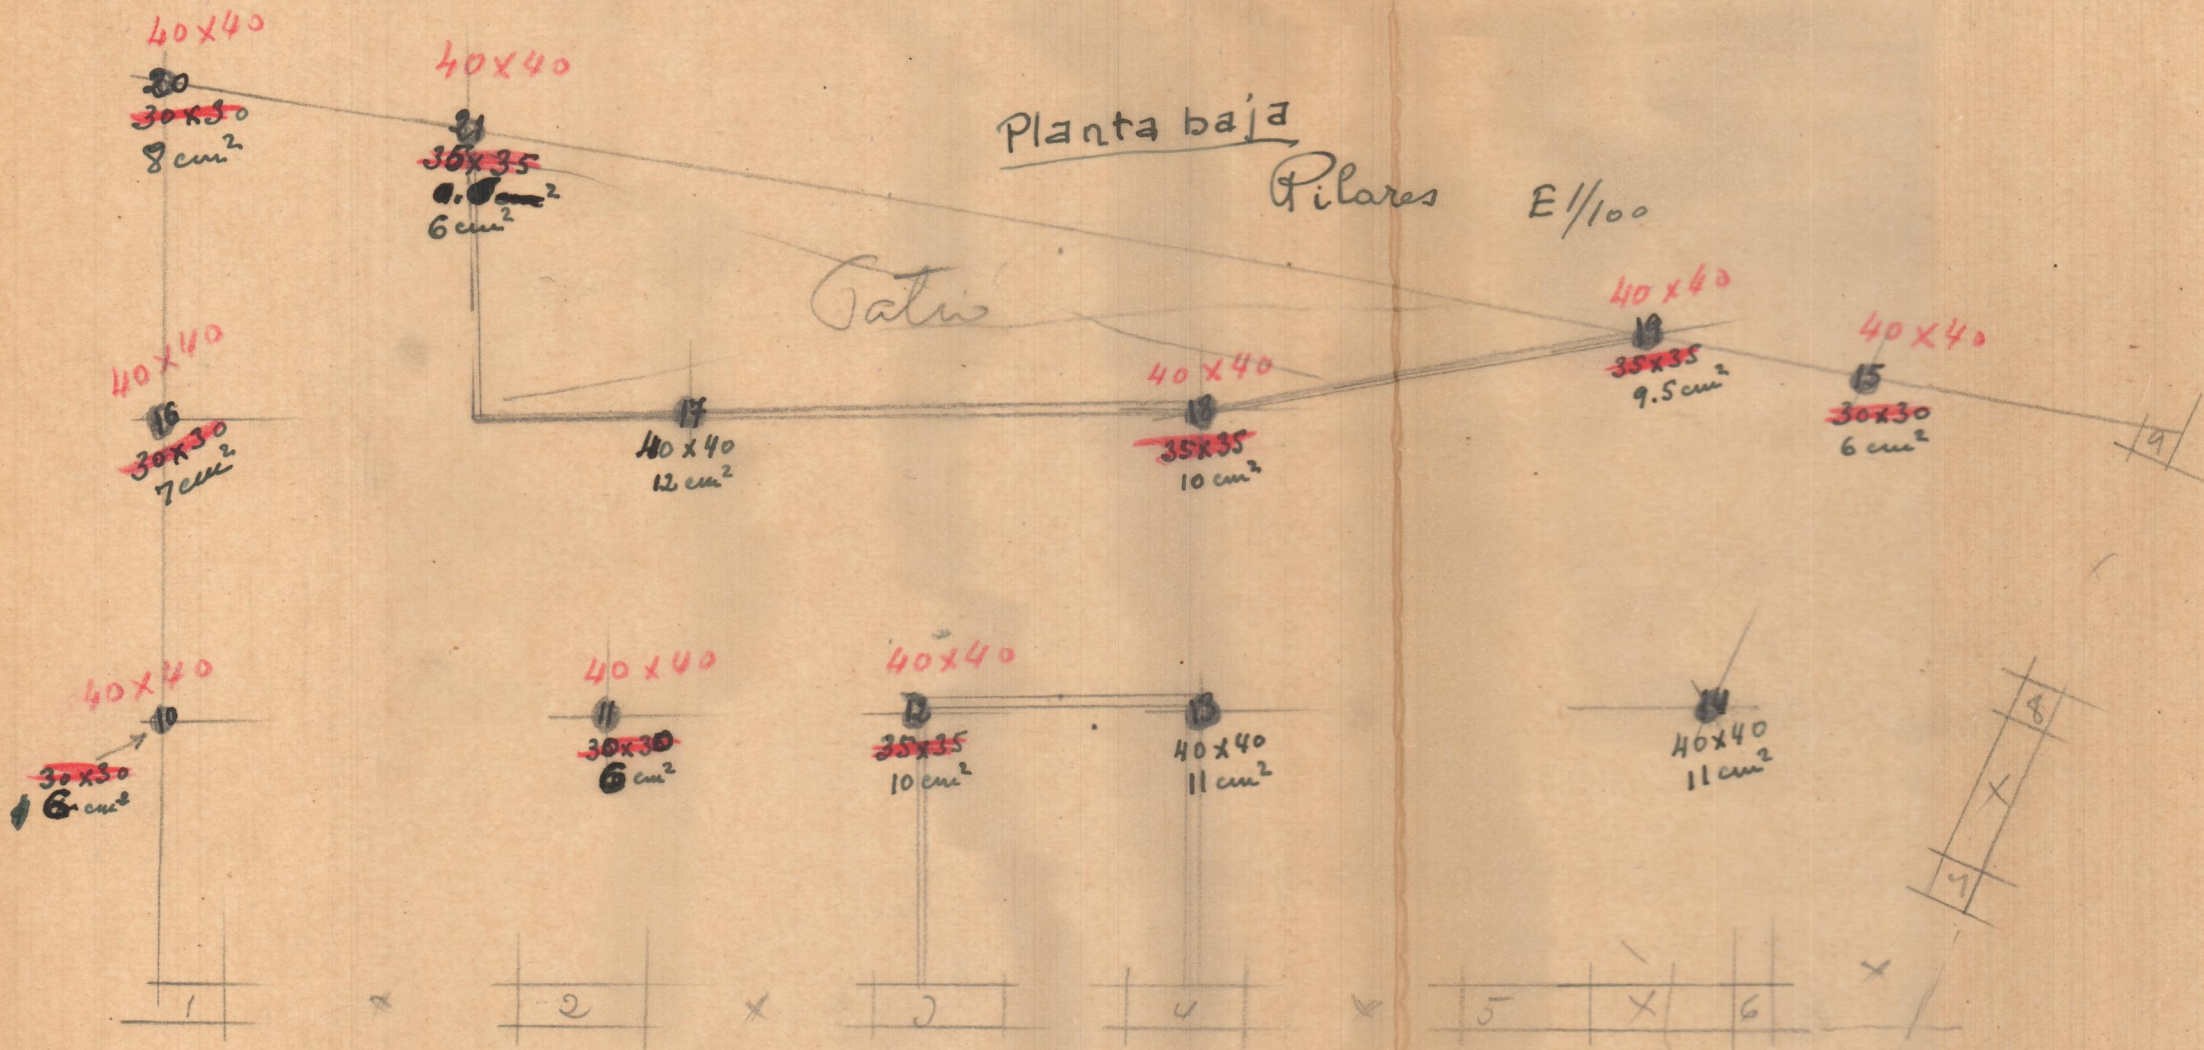 40x40
20
30x30
8 cm²
40x40
21
35x35
6 cm²
Planta baja
Pilares E 1/100
Patio
40x40
16
30x30
7 cm²
17
40x40
12 cm²
40x40
18
35x35
10 cm²
40x40
19
35x35
9.5 cm²
40x40
15
30x30
6 cm²
9
40x40
10
30x30
6 cm²
40x40
11
30x30
6 cm²
40x40
12
35x35
10 cm²
13
40x40
11 cm²
14
40x40
11 cm²
8
X
7
1 x 2 x 3 4 x 5 X 6 x